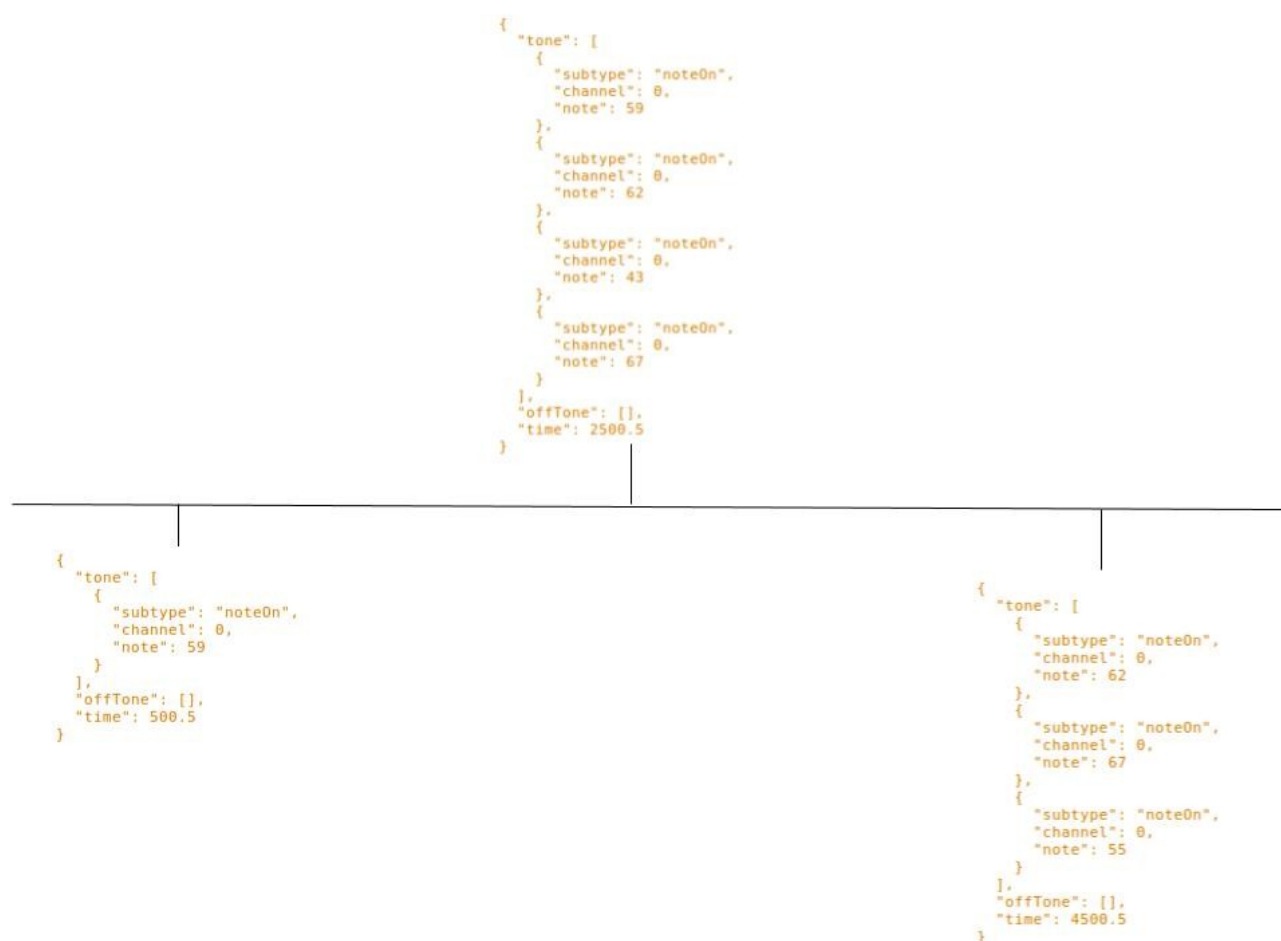 {
  "tone": [
    {
      "subtype": "noteOn",
      "channel": 0,
      "note": 59
    },
    {
      "subtype": "noteOn",
      "channel": 0,
      "note": 62
    },
    {
      "subtype": "noteOn",
      "channel": 0,
      "note": 43
    },
    {
      "subtype": "noteOn",
      "channel": 0,
      "note": 67
    }
  ],
  "offTone": [],
  "time": 2500.5
}
{
  "tone": [
    {
      "subtype": "noteOn",
      "channel": 0,
      "note": 59
    }
  ],
  "offTone": [],
  "time": 500.5
}
{
  "tone": [
    {
      "subtype": "noteOn",
      "channel": 0,
      "note": 62
    },
    {
      "subtype": "noteOn",
      "channel": 0,
      "note": 67
    },
    {
      "subtype": "noteOn",
      "channel": 0,
      "note": 55
    }
  ],
  "offTone": [],
  "time": 4500.5
}